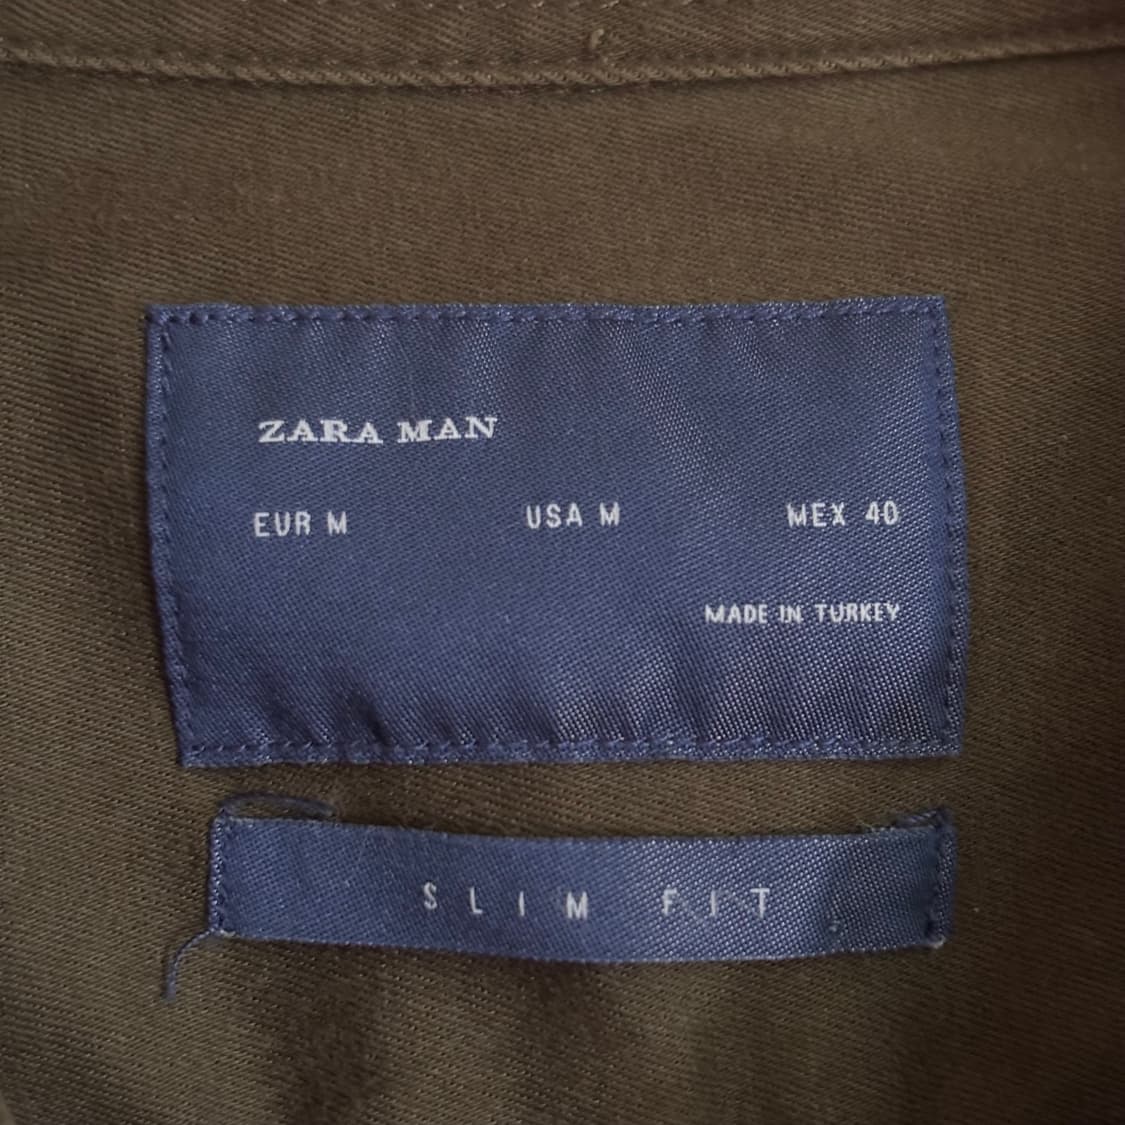 ZARA MAN
EUR M USA M MEX 40
MADE IN TURKEY
SLIM FIT